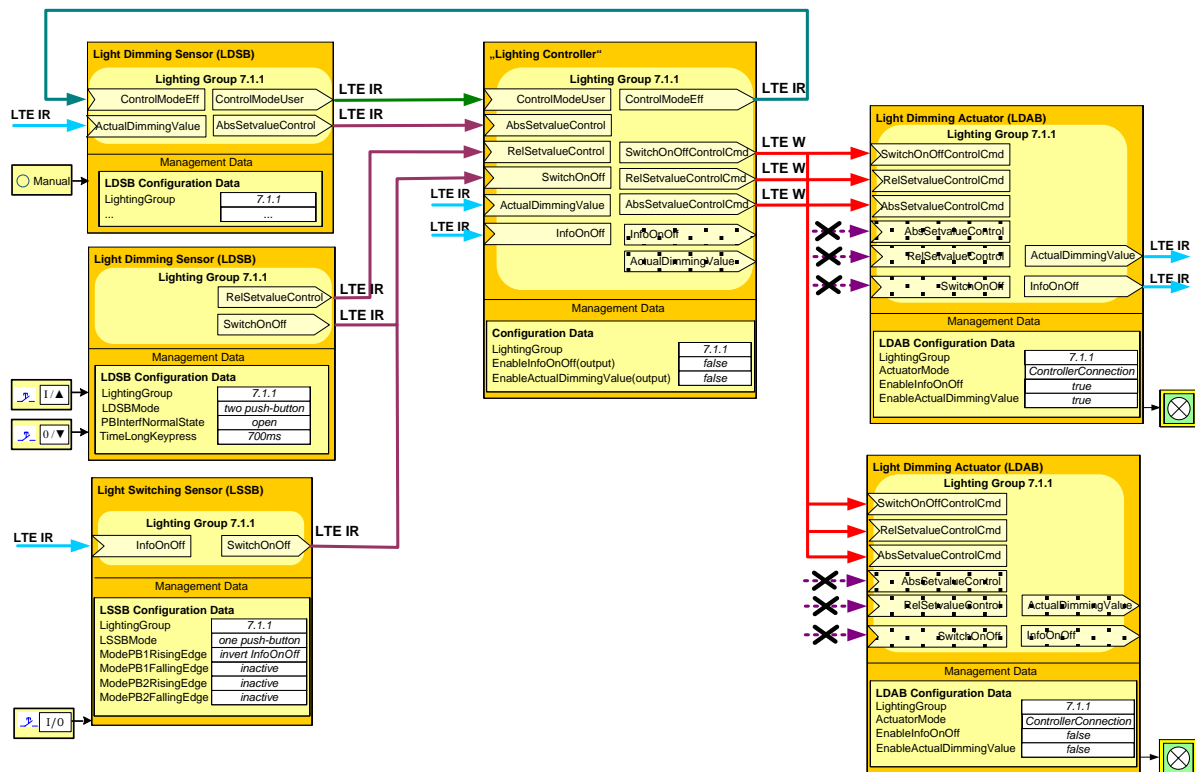 Light Dimming Sensor (LDSB)
Lighting Group 7.1.1
ControlModeEff
ControlModeUser
ActualDimmingValue
AbsSetvalueControl
LTE IR
LTE IR
LTE IR
Management Data
Manual
LDSB Configuration Data
LightingGroup 7.1.1
... ...
Light Dimming Sensor (LDSB)
Lighting Group 7.1.1
RelSetvalueControl
SwitchOnOff
LTE IR
LTE IR
Management Data
LDSB Configuration Data
LightingGroup 7.1.1
LDSBMode two push-button
PBInterfNormalState open
TimeLongKeypress 700ms
I/▲
0/▼
Light Switching Sensor (LSSB)
Lighting Group 7.1.1
LTE IR
InfoOnOff
SwitchOnOff
LTE IR
Management Data
LSSB Configuration Data
LightingGroup 7.1.1
LSSBMode one push-button
ModePB1RisingEdge invert InfoOnOff
ModePB1FallingEdge inactive
ModePB2RisingEdge inactive
ModePB2FallingEdge inactive
I/0
„Lighting Controller“
Lighting Group 7.1.1
ControlModeUser
ControlModeEff
LTE IR
AbsSetvalueControl
RelSetvalueControl
SwitchOnOffControlCmd
LTE W
SwitchOnOff
RelSetvalueControlCmd
LTE W
LTE IR
ActualDimmingValue
AbsSetvalueControlCmd
LTE W
LTE IR
InfoOnOff
InfoOnOff
ActualDimmingValue
Management Data
Configuration Data
LightingGroup 7.1.1
EnableInfoOnOff(output) false
EnableActualDimmingValue(output) false
Light Dimming Actuator (LDAB)
Lighting Group 7.1.1
SwitchOnOffControlCmd
RelSetvalueControlCmd
AbsSetvalueControlCmd
AbsSetvalueControl
RelSetvalueControl
ActualDimmingValue
LTE IR
SwitchOnOff
InfoOnOff
LTE IR
Management Data
LDAB Configuration Data
LightingGroup 7.1.1
ActuatorMode ControllerConnection
EnableInfoOnOff true
EnableActualDimmingValue true
Light Dimming Actuator (LDAB)
Lighting Group 7.1.1
SwitchOnOffControlCmd
RelSetvalueControlCmd
AbsSetvalueControlCmd
AbsSetvalueControl
RelSetvalueControl
ActualDimmingValue
SwitchOnOff
InfoOnOff
Management Data
LDAB Configuration Data
LightingGroup 7.1.1
ActuatorMode ControllerConnection
EnableInfoOnOff false
EnableActualDimmingValue false